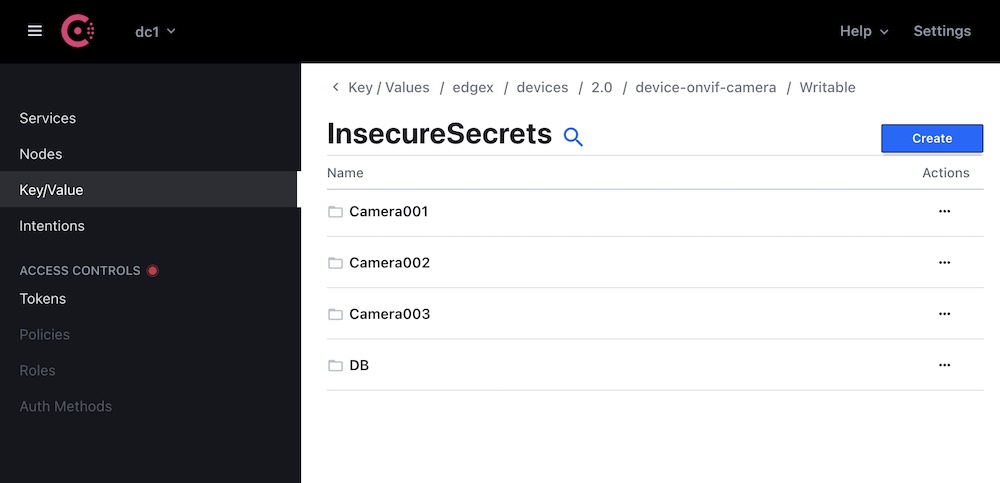 dc1
Help
Settings
Services
Nodes
Key/Value
Intentions
ACCESS CONTROLS
Tokens
Policies
Roles
Auth Methods
Key / Values / edgex / devices / 2.0 / device-onvif-camera / Writable
InsecureSecrets
Create
Name
Actions
Camera001
Camera002
Camera003
DB